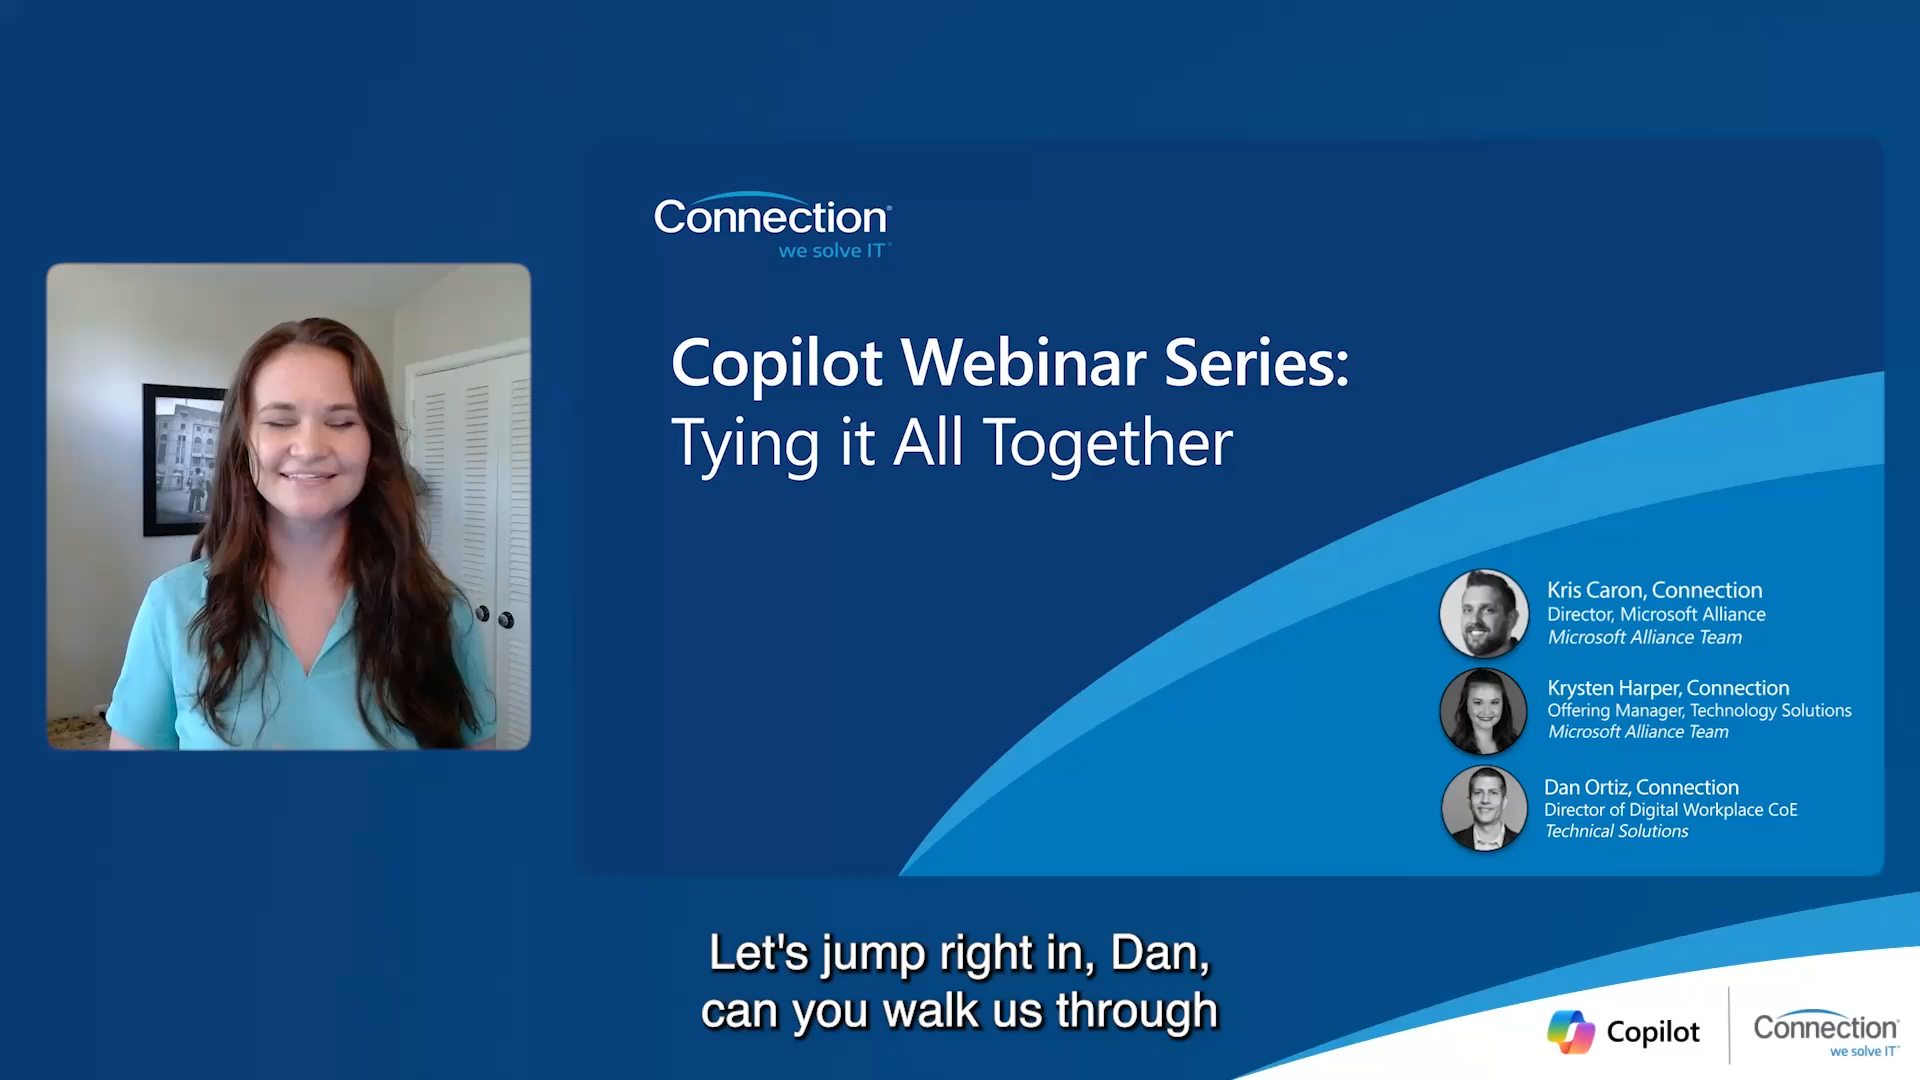 Connection®
we solve IT®
Copilot Webinar Series:
Tying it All Together
Kris Caron, Connection
Director, Microsoft Alliance
Microsoft Alliance Team
Krysten Harper, Connection
Offering Manager, Technology Solutions
Microsoft Alliance Team
Dan Ortiz, Connection
Director of Digital Workplace CoE
Technical Solutions
Let's jump right in, Dan,
can you walk us through
Copilot
Connection®
we solve IT®